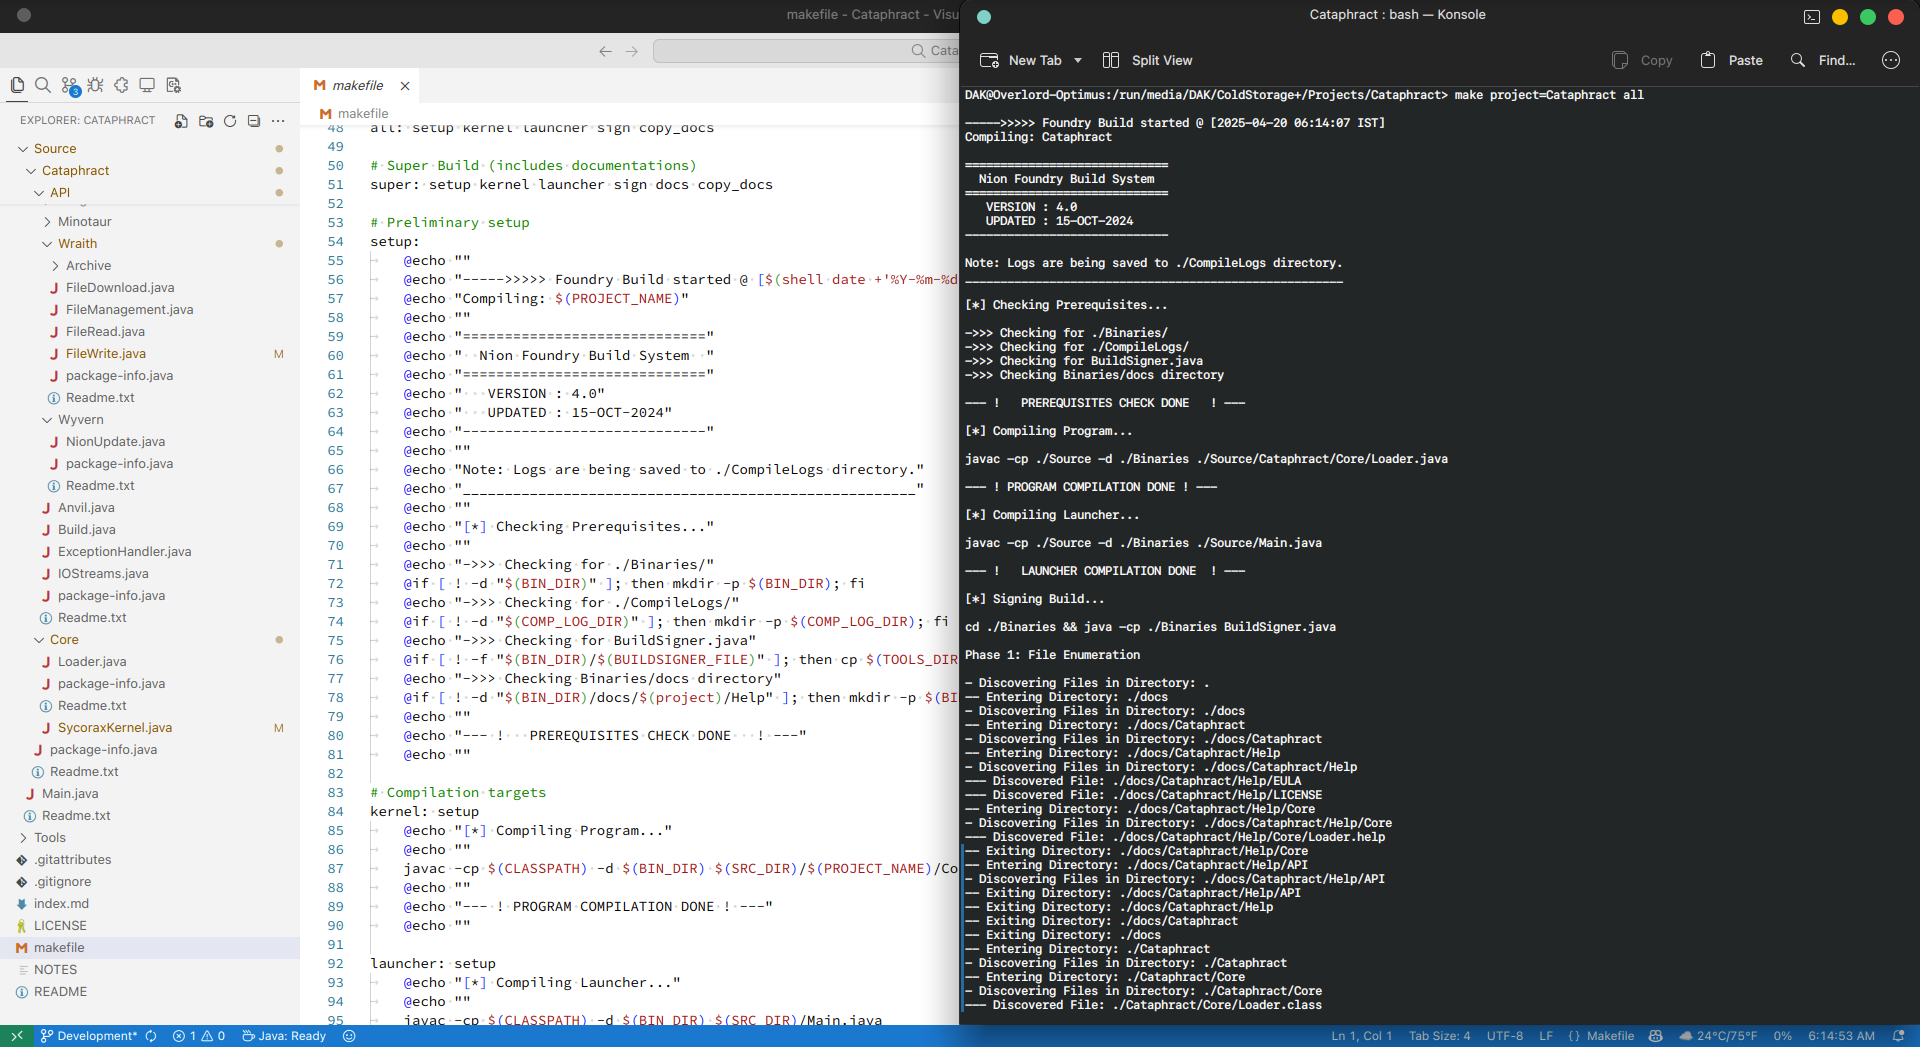 makefile - Cataphract - Visu
Cata
3
EXPLORER: CATAPHRACT
Source
Cataphract
API
Minotaur
Wraith
Archive
FileDownload.java
FileManagement.java
FileRead.java
FileWrite.java M
package-info.java
Readme.txt
Wyvern
NionUpdate.java
package-info.java
Readme.txt
Anvil.java
Build.java
ExceptionHandler.java
IOStreams.java
package-info.java
Readme.txt
Core
Loader.java
package-info.java
Readme.txt
SycoraxKernel.java M
package-info.java
Readme.txt
Main.java
Readme.txt
Tools
.gitattributes
.gitignore
index.md
LICENSE
makefile
NOTES
README
makefile
makefile
48 all: setup kernel launcher sign copy_docs
49
50 # Super Build (includes documentations)
51 super: setup kernel launcher sign docs copy_docs
52
53 # Preliminary setup
54 setup:
55 @echo ""
56 @echo "----->>>>> Foundry Build started @ [$(shell date +'%Y-%m-%d
57 @echo "Compiling: $(PROJECT_NAME)"
58 @echo ""
59 @echo "============================="
60 @echo "  Nion Foundry Build System  "
61 @echo "============================="
62 @echo "   VERSION : 4.0"
63 @echo "   UPDATED : 15-OCT-2024"
64 @echo "-----------------------------"
65 @echo ""
66 @echo "Note: Logs are being saved to ./CompileLogs directory."
67 @echo "______________________________________________________"
68 @echo ""
69 @echo "[*] Checking Prerequisites..."
70 @echo ""
71 @echo "->>> Checking for ./Binaries/"
72 @if [ ! -d "$(BIN_DIR)" ]; then mkdir -p $(BIN_DIR); fi
73 @echo "->>> Checking for ./CompileLogs/"
74 @if [ ! -d "$(COMP_LOG_DIR)" ]; then mkdir -p $(COMP_LOG_DIR); fi
75 @echo "->>> Checking for BuildSigner.java"
76 @if [ ! -f "$(BIN_DIR)/$(BUILDSIGNER_FILE)" ]; then cp $(TOOLS_DIR
77 @echo "->>> Checking Binaries/docs directory"
78 @if [ ! -d "$(BIN_DIR)/docs/$(project)/Help" ]; then mkdir -p $(BI
79 @echo ""
80 @echo "--- !   PREREQUISITES CHECK DONE   ! ---"
81 @echo ""
82
83 # Compilation targets
84 kernel: setup
85 @echo "[*] Compiling Program..."
86 @echo ""
87 javac -cp $(CLASSPATH) -d $(BIN_DIR) $(SRC_DIR)/$(PROJECT_NAME)/Co
88 @echo ""
89 @echo "--- ! PROGRAM COMPILATION DONE ! ---"
90 @echo ""
91
92 launcher: setup
93 @echo "[*] Compiling Launcher..."
94 @echo ""
95 javac -cp $(CLASSPATH) -d $(BIN_DIR) $(SRC_DIR)/Main.java
Cataphract : bash — Konsole
New Tab Split View Copy Paste Find...
DAK@Overlord-Optimus:/run/media/DAK/ColdStorage+/Projects/Cataphract> make project=Cataphract all
----->>>>> Foundry Build started @ [2025-04-20 06:14:07 IST]
Compiling: Cataphract
=============================
  Nion Foundry Build System
=============================
   VERSION : 4.0
   UPDATED : 15-OCT-2024
-----------------------------
Note: Logs are being saved to ./CompileLogs directory.
______________________________________________________
[*] Checking Prerequisites...
->>> Checking for ./Binaries/
->>> Checking for ./CompileLogs/
->>> Checking for BuildSigner.java
->>> Checking Binaries/docs directory
--- !   PREREQUISITES CHECK DONE   ! ---
[*] Compiling Program...
javac -cp ./Source -d ./Binaries ./Source/Cataphract/Core/Loader.java
--- ! PROGRAM COMPILATION DONE ! ---
[*] Compiling Launcher...
javac -cp ./Source -d ./Binaries ./Source/Main.java
--- !   LAUNCHER COMPILATION DONE  ! ---
[*] Signing Build...
cd ./Binaries && java -cp ./Binaries BuildSigner.java
Phase 1: File Enumeration
- Discovering Files in Directory: .
-- Entering Directory: ./docs
- Discovering Files in Directory: ./docs
-- Entering Directory: ./docs/Cataphract
- Discovering Files in Directory: ./docs/Cataphract
-- Entering Directory: ./docs/Cataphract/Help
- Discovering Files in Directory: ./docs/Cataphract/Help
--- Discovered File: ./docs/Cataphract/Help/EULA
--- Discovered File: ./docs/Cataphract/Help/LICENSE
-- Entering Directory: ./docs/Cataphract/Help/Core
- Discovering Files in Directory: ./docs/Cataphract/Help/Core
--- Discovered File: ./docs/Cataphract/Help/Core/Loader.help
-- Exiting Directory: ./docs/Cataphract/Help/Core
-- Entering Directory: ./docs/Cataphract/Help/API
- Discovering Files in Directory: ./docs/Cataphract/Help/API
-- Exiting Directory: ./docs/Cataphract/Help/API
-- Exiting Directory: ./docs/Cataphract/Help
-- Exiting Directory: ./docs/Cataphract
-- Exiting Directory: ./docs
-- Entering Directory: ./Cataphract
- Discovering Files in Directory: ./Cataphract
-- Entering Directory: ./Cataphract/Core
- Discovering Files in Directory: ./Cataphract/Core
--- Discovered File: ./Cataphract/Core/Loader.class
Development* 1 0 Java: Ready Ln 1, Col 1 Tab Size: 4 UTF-8 LF {} Makefile 24°C/75°F 0% 6:14:53 AM